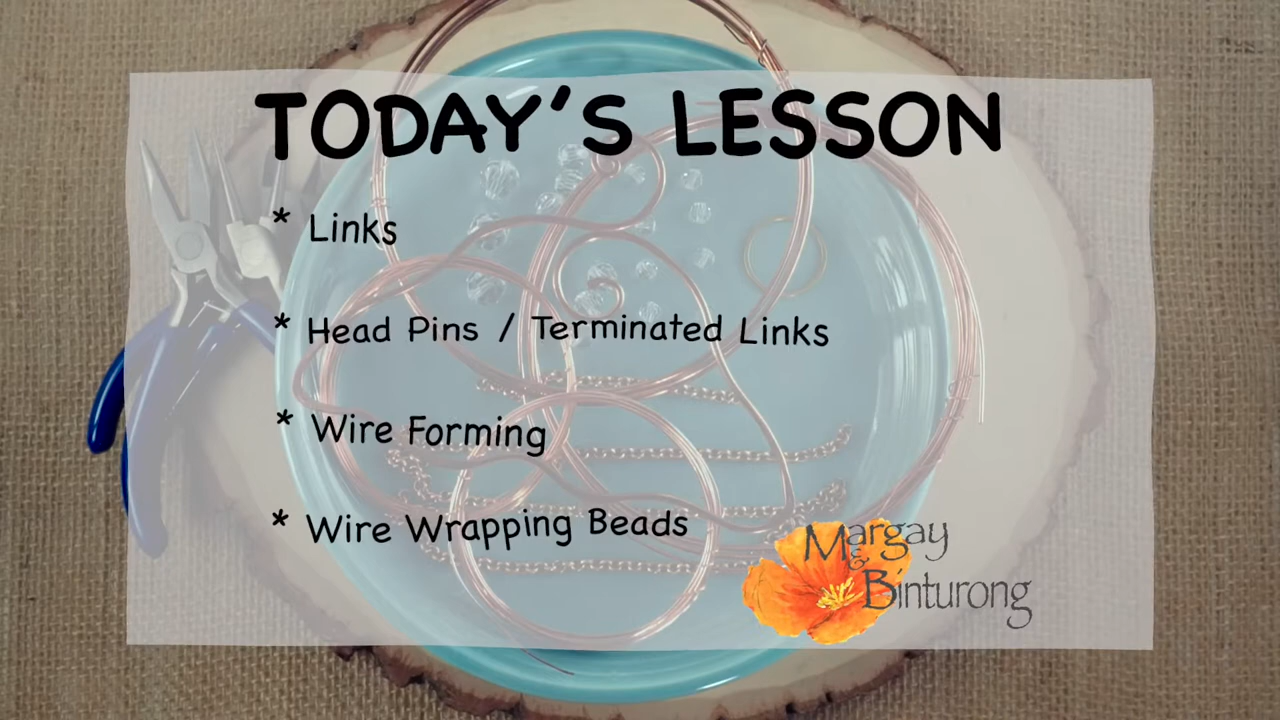 TODAY'S LESSON
* Links
* Head Pins / Terminated Links
* Wire Forming
* Wire Wrapping Beads
Margay
&
Binturong